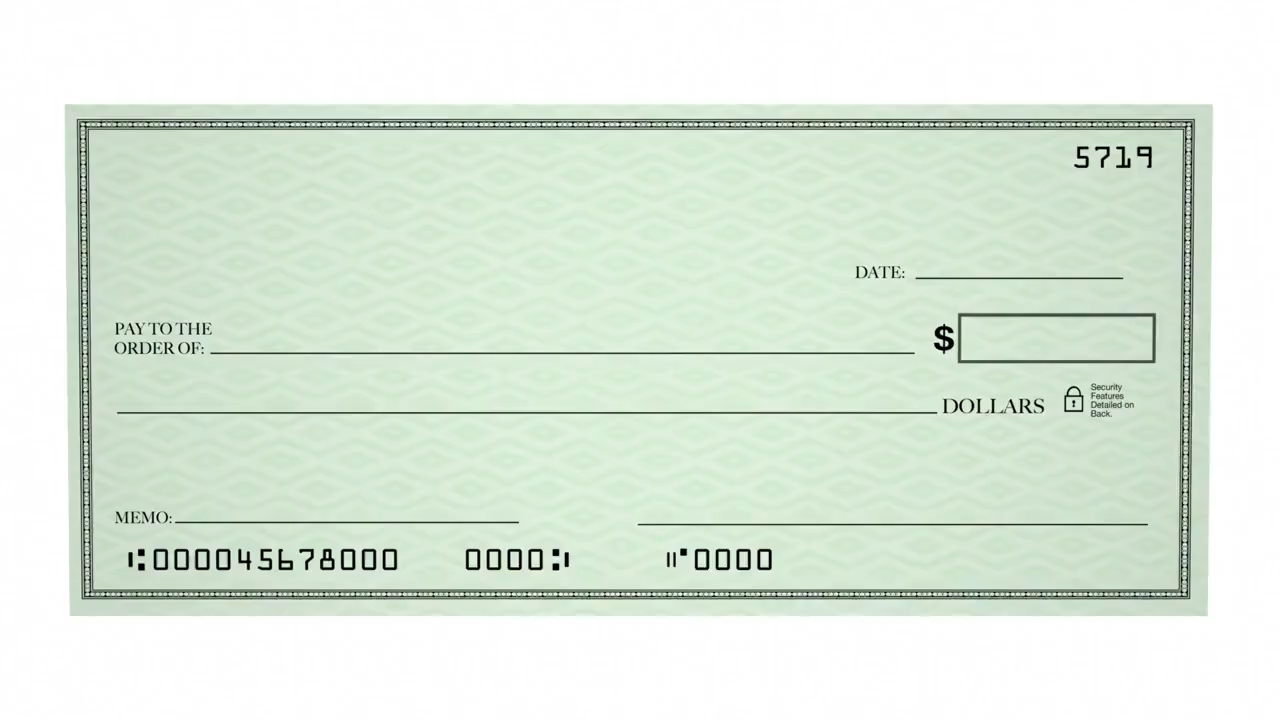 5719
DATE:
PAY TO THE
ORDER OF:
$
DOLLARS
Security
Features
Detailed on
Back.
MEMO:
⑆000045678000 0000⑆ ⑈0000